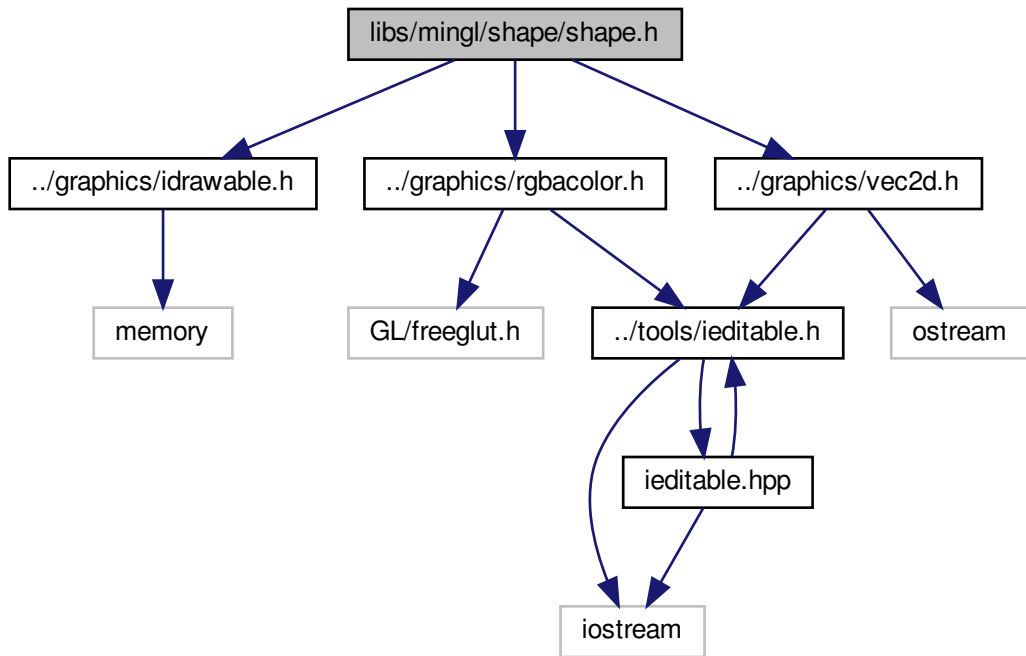 libs/mingl/shape/shape.h
../graphics/idrawable.h
../graphics/rgbacolor.h
../graphics/vec2d.h
memory
GL/freeglut.h
../tools/ieditable.h
ostream
ieditable.hpp
iostream